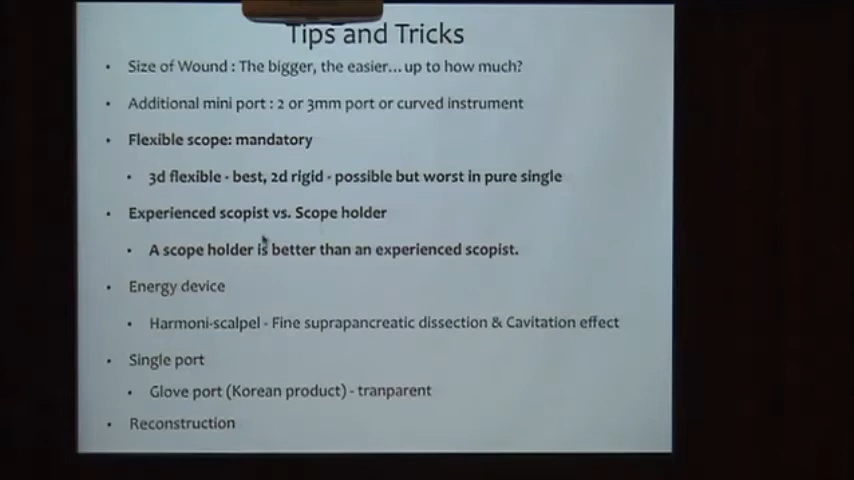 Tips and Tricks
• Size of Wound : The bigger, the easier... up to how much?
• Additional mini port : 2 or 3mm port or curved instrument
• Flexible scope: mandatory
• 3d flexible - best, 2d rigid - possible but worst in pure single
• Experienced scopist vs. Scope holder
• A scope holder is better than an experienced scopist.
• Energy device
• Harmoni-scalpel - Fine suprapancreatic dissection & Cavitation effect
• Single port
• Glove port (Korean product) - tranparent
• Reconstruction